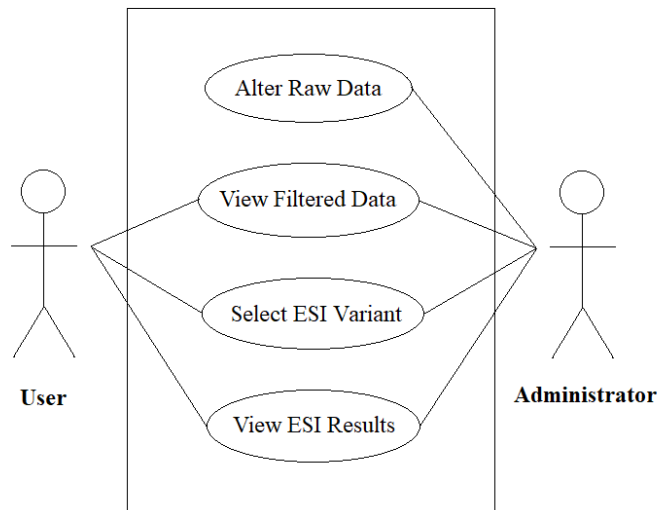 Alter Raw Data
View Filtered Data
Select ESI Variant
View ESI Results
User
Administrator